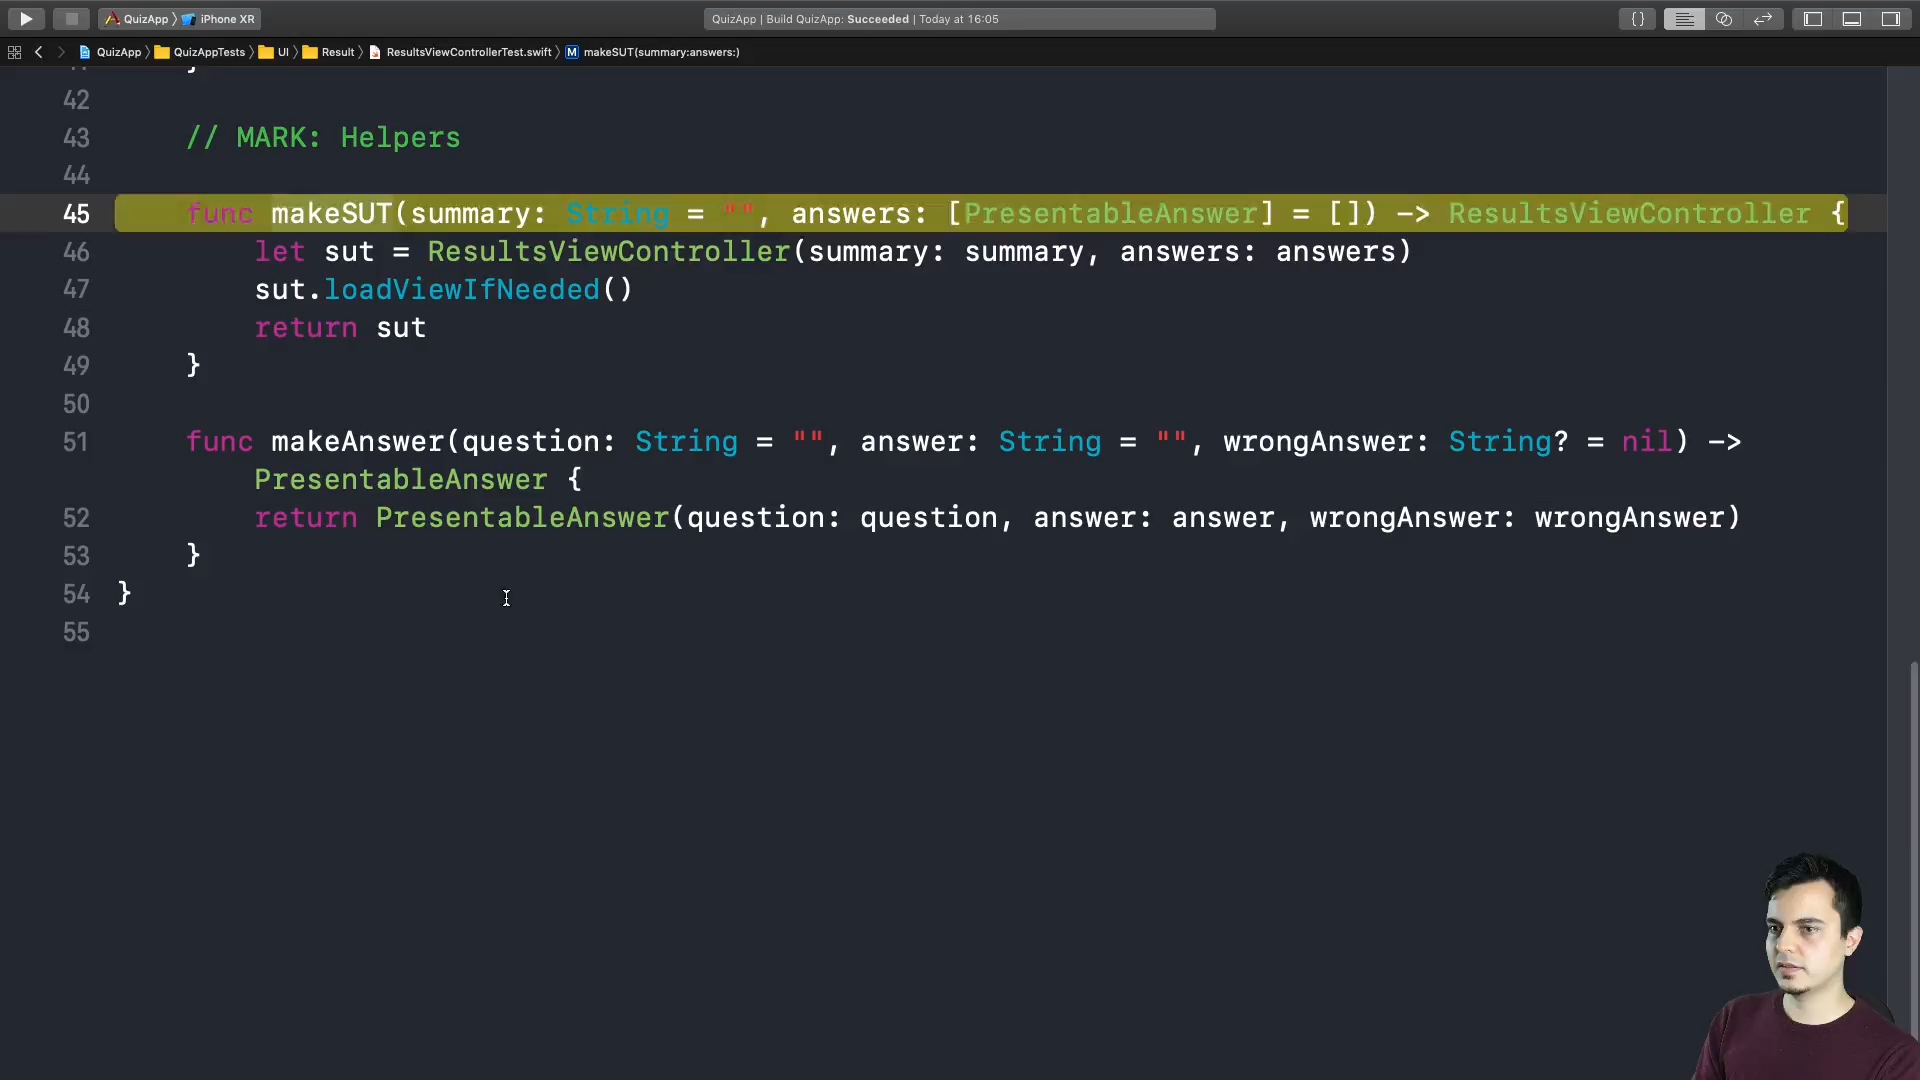 QuizApp iPhone XR
QuizApp | Build QuizApp: Succeeded | Today at 16:05
{}
QuizApp QuizAppTests UI Result ResultsViewControllerTest.swift M makeSUT(summary:answers:)
42
43 // MARK: Helpers
44
45 func makeSUT(summary: String = "", answers: [PresentableAnswer] = []) -> ResultsViewController {
46 let sut = ResultsViewController(summary: summary, answers: answers)
47 sut.loadViewIfNeeded()
48 return sut
49 }
50
51 func makeAnswer(question: String = "", answer: String = "", wrongAnswer: String? = nil) ->
PresentableAnswer {
52 return PresentableAnswer(question: question, answer: answer, wrongAnswer: wrongAnswer)
53 }
54 }
55